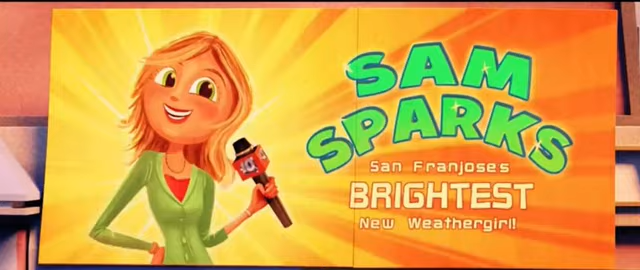 SAM
SPARKS
San Franjose's
BRIGHTEST
New Weathergirl!